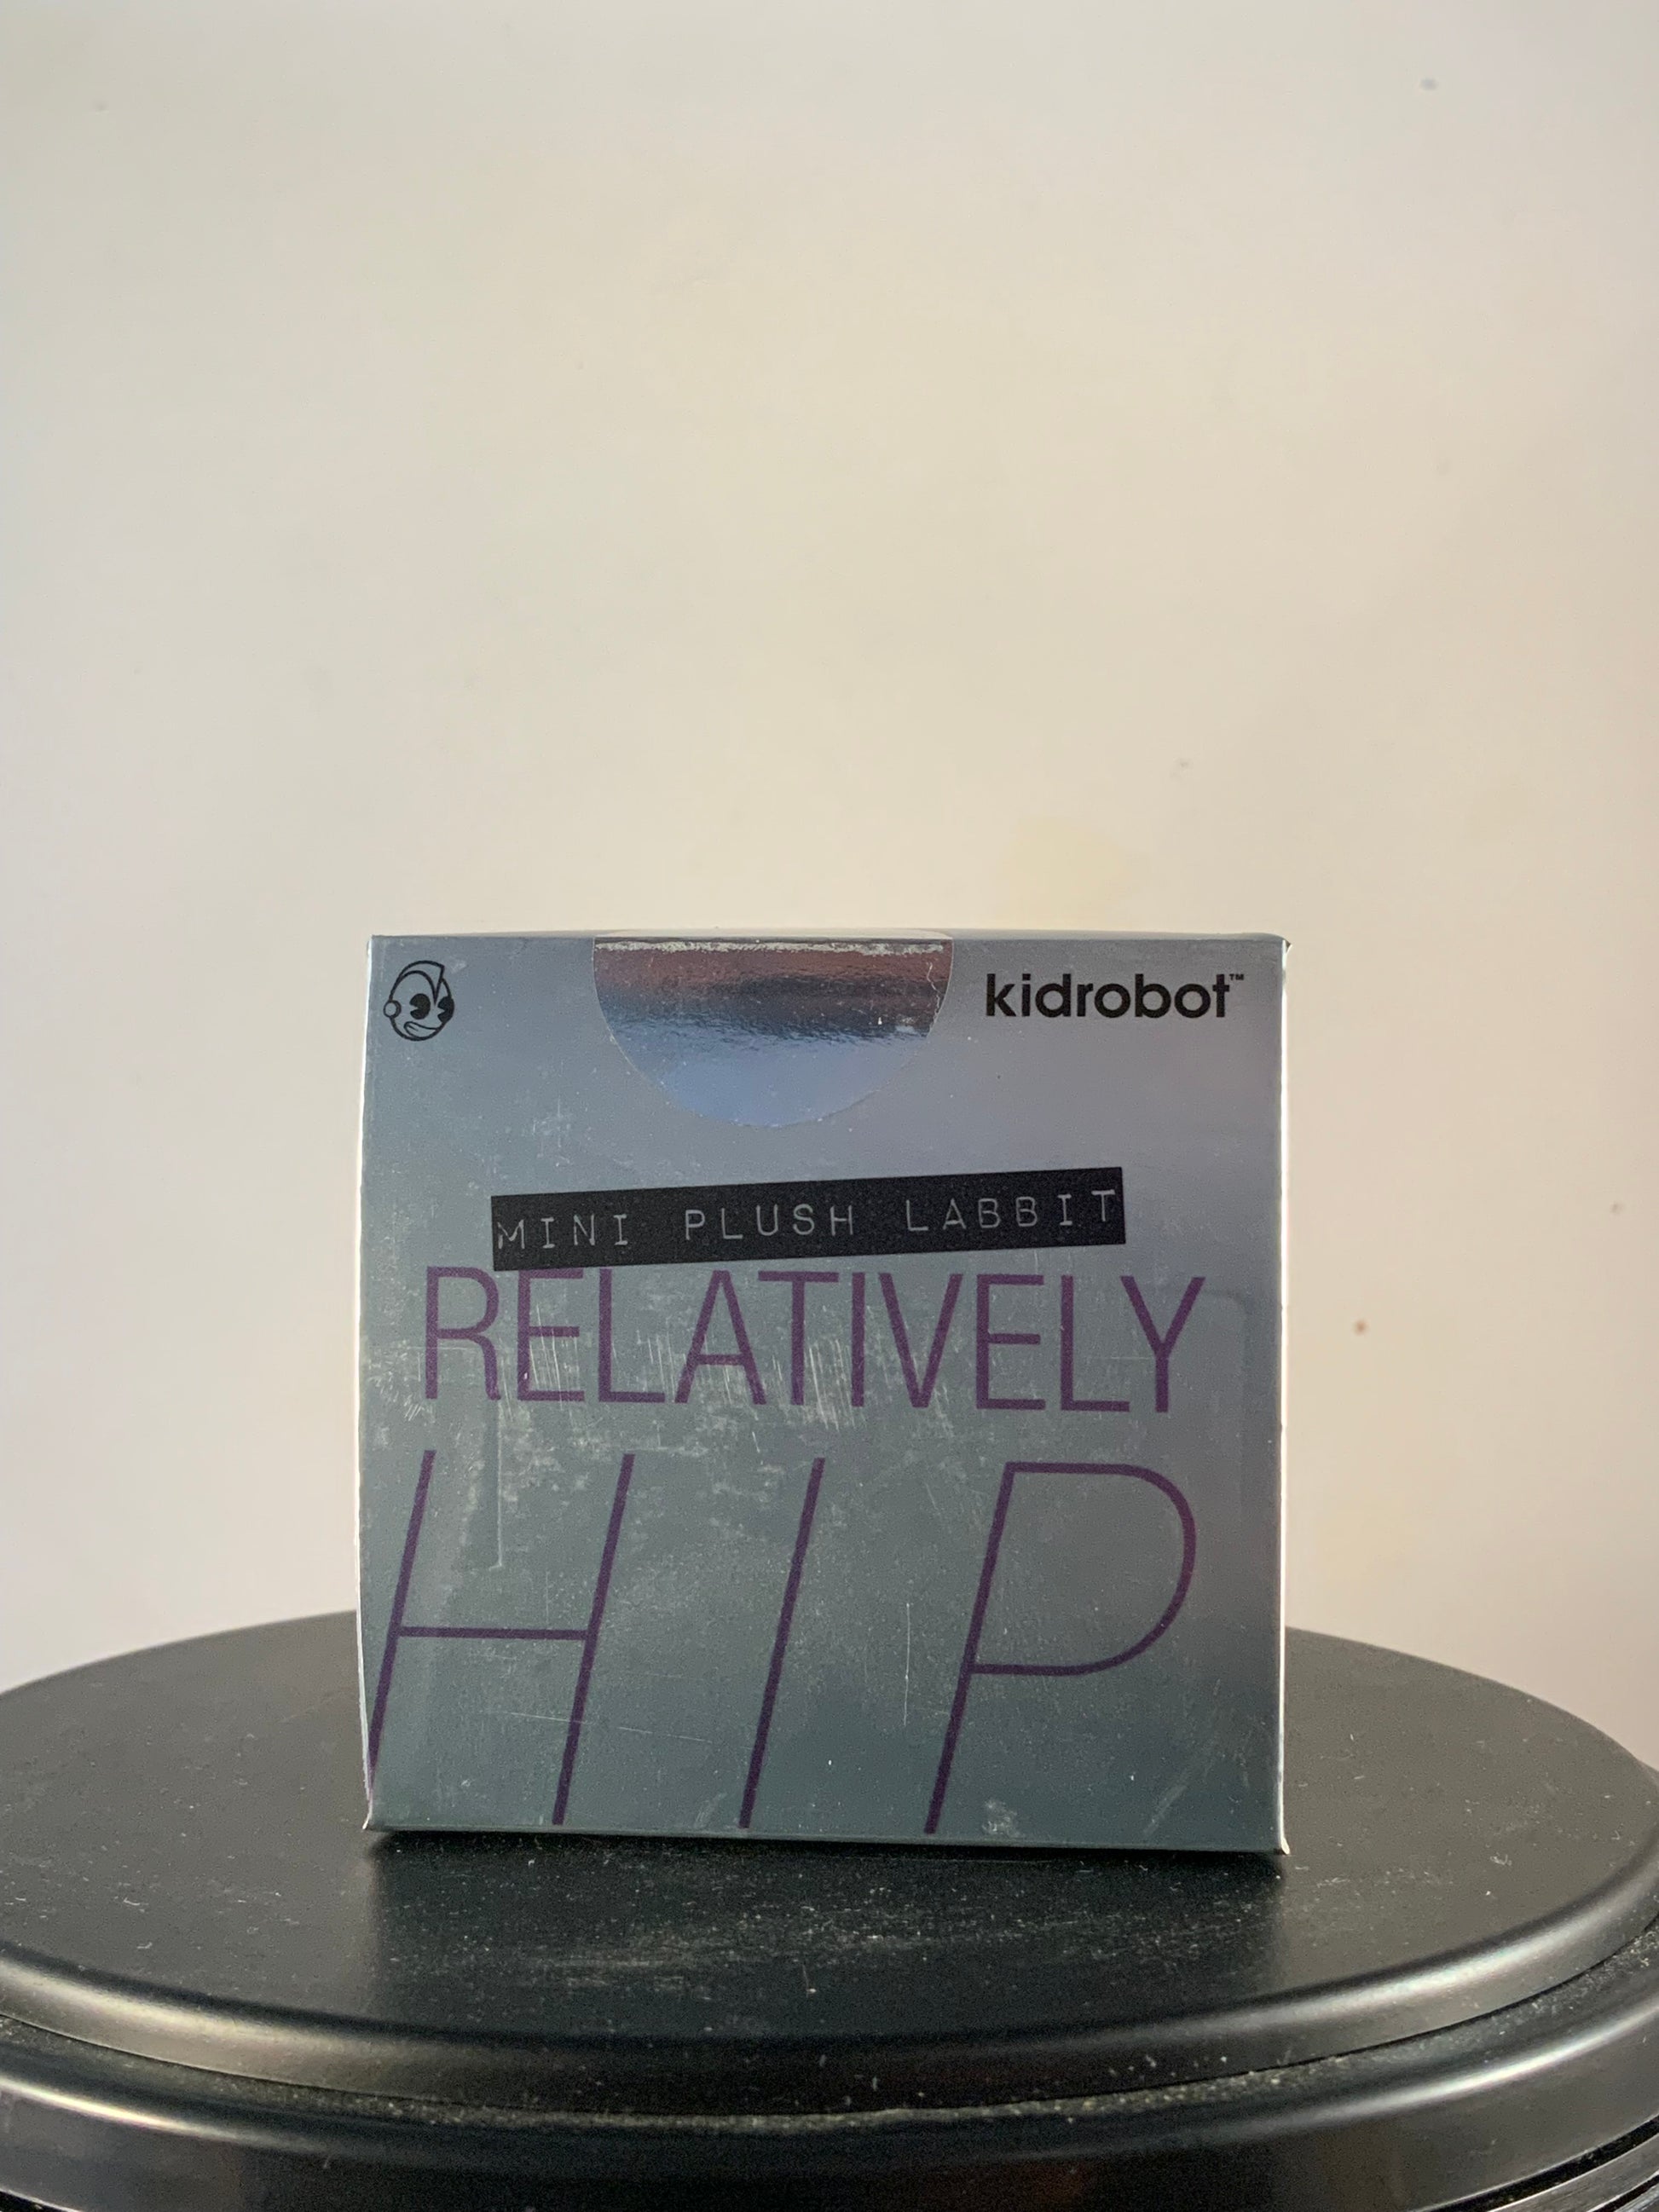 kidrobot™
MINI PLUSH LABBIT
RELATIVELY
HIP